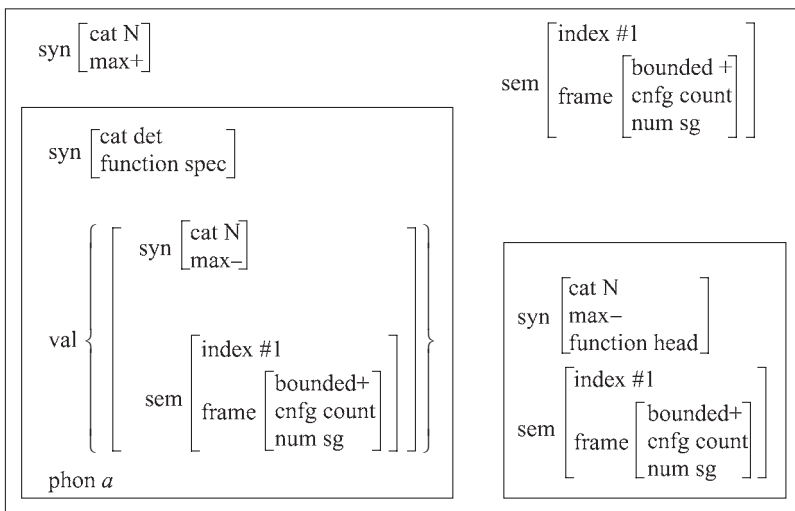 syn [cat N
max+]
sem [index #1
frame [bounded +
cnfg count
num sg]]
syn [cat det
function spec]
val { [ syn [cat N
max–]
sem [index #1
frame [bounded+
cnfg count
num sg]] ] }
phon a
syn [cat N
max–
function head]
sem [index #1
frame [bounded+
cnfg count
num sg]]